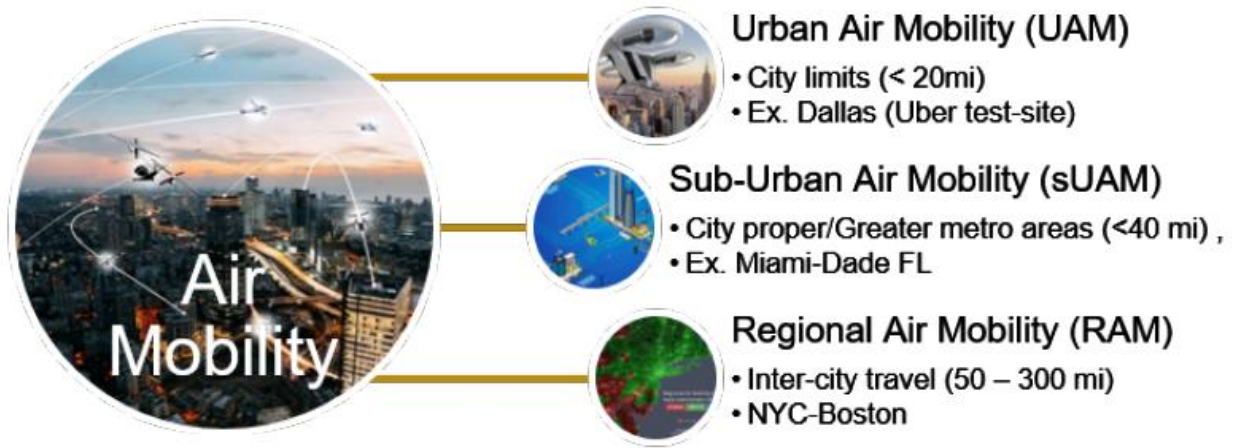 Air
Mobility
Urban Air Mobility (UAM)
• City limits (< 20mi)
• Ex. Dallas (Uber test-site)
Sub-Urban Air Mobility (sUAM)
• City proper/Greater metro areas (<40 mi) ,
• Ex. Miami-Dade FL
Regional Air Mobility (RAM)
• Inter-city travel (50 – 300 mi)
• NYC-Boston